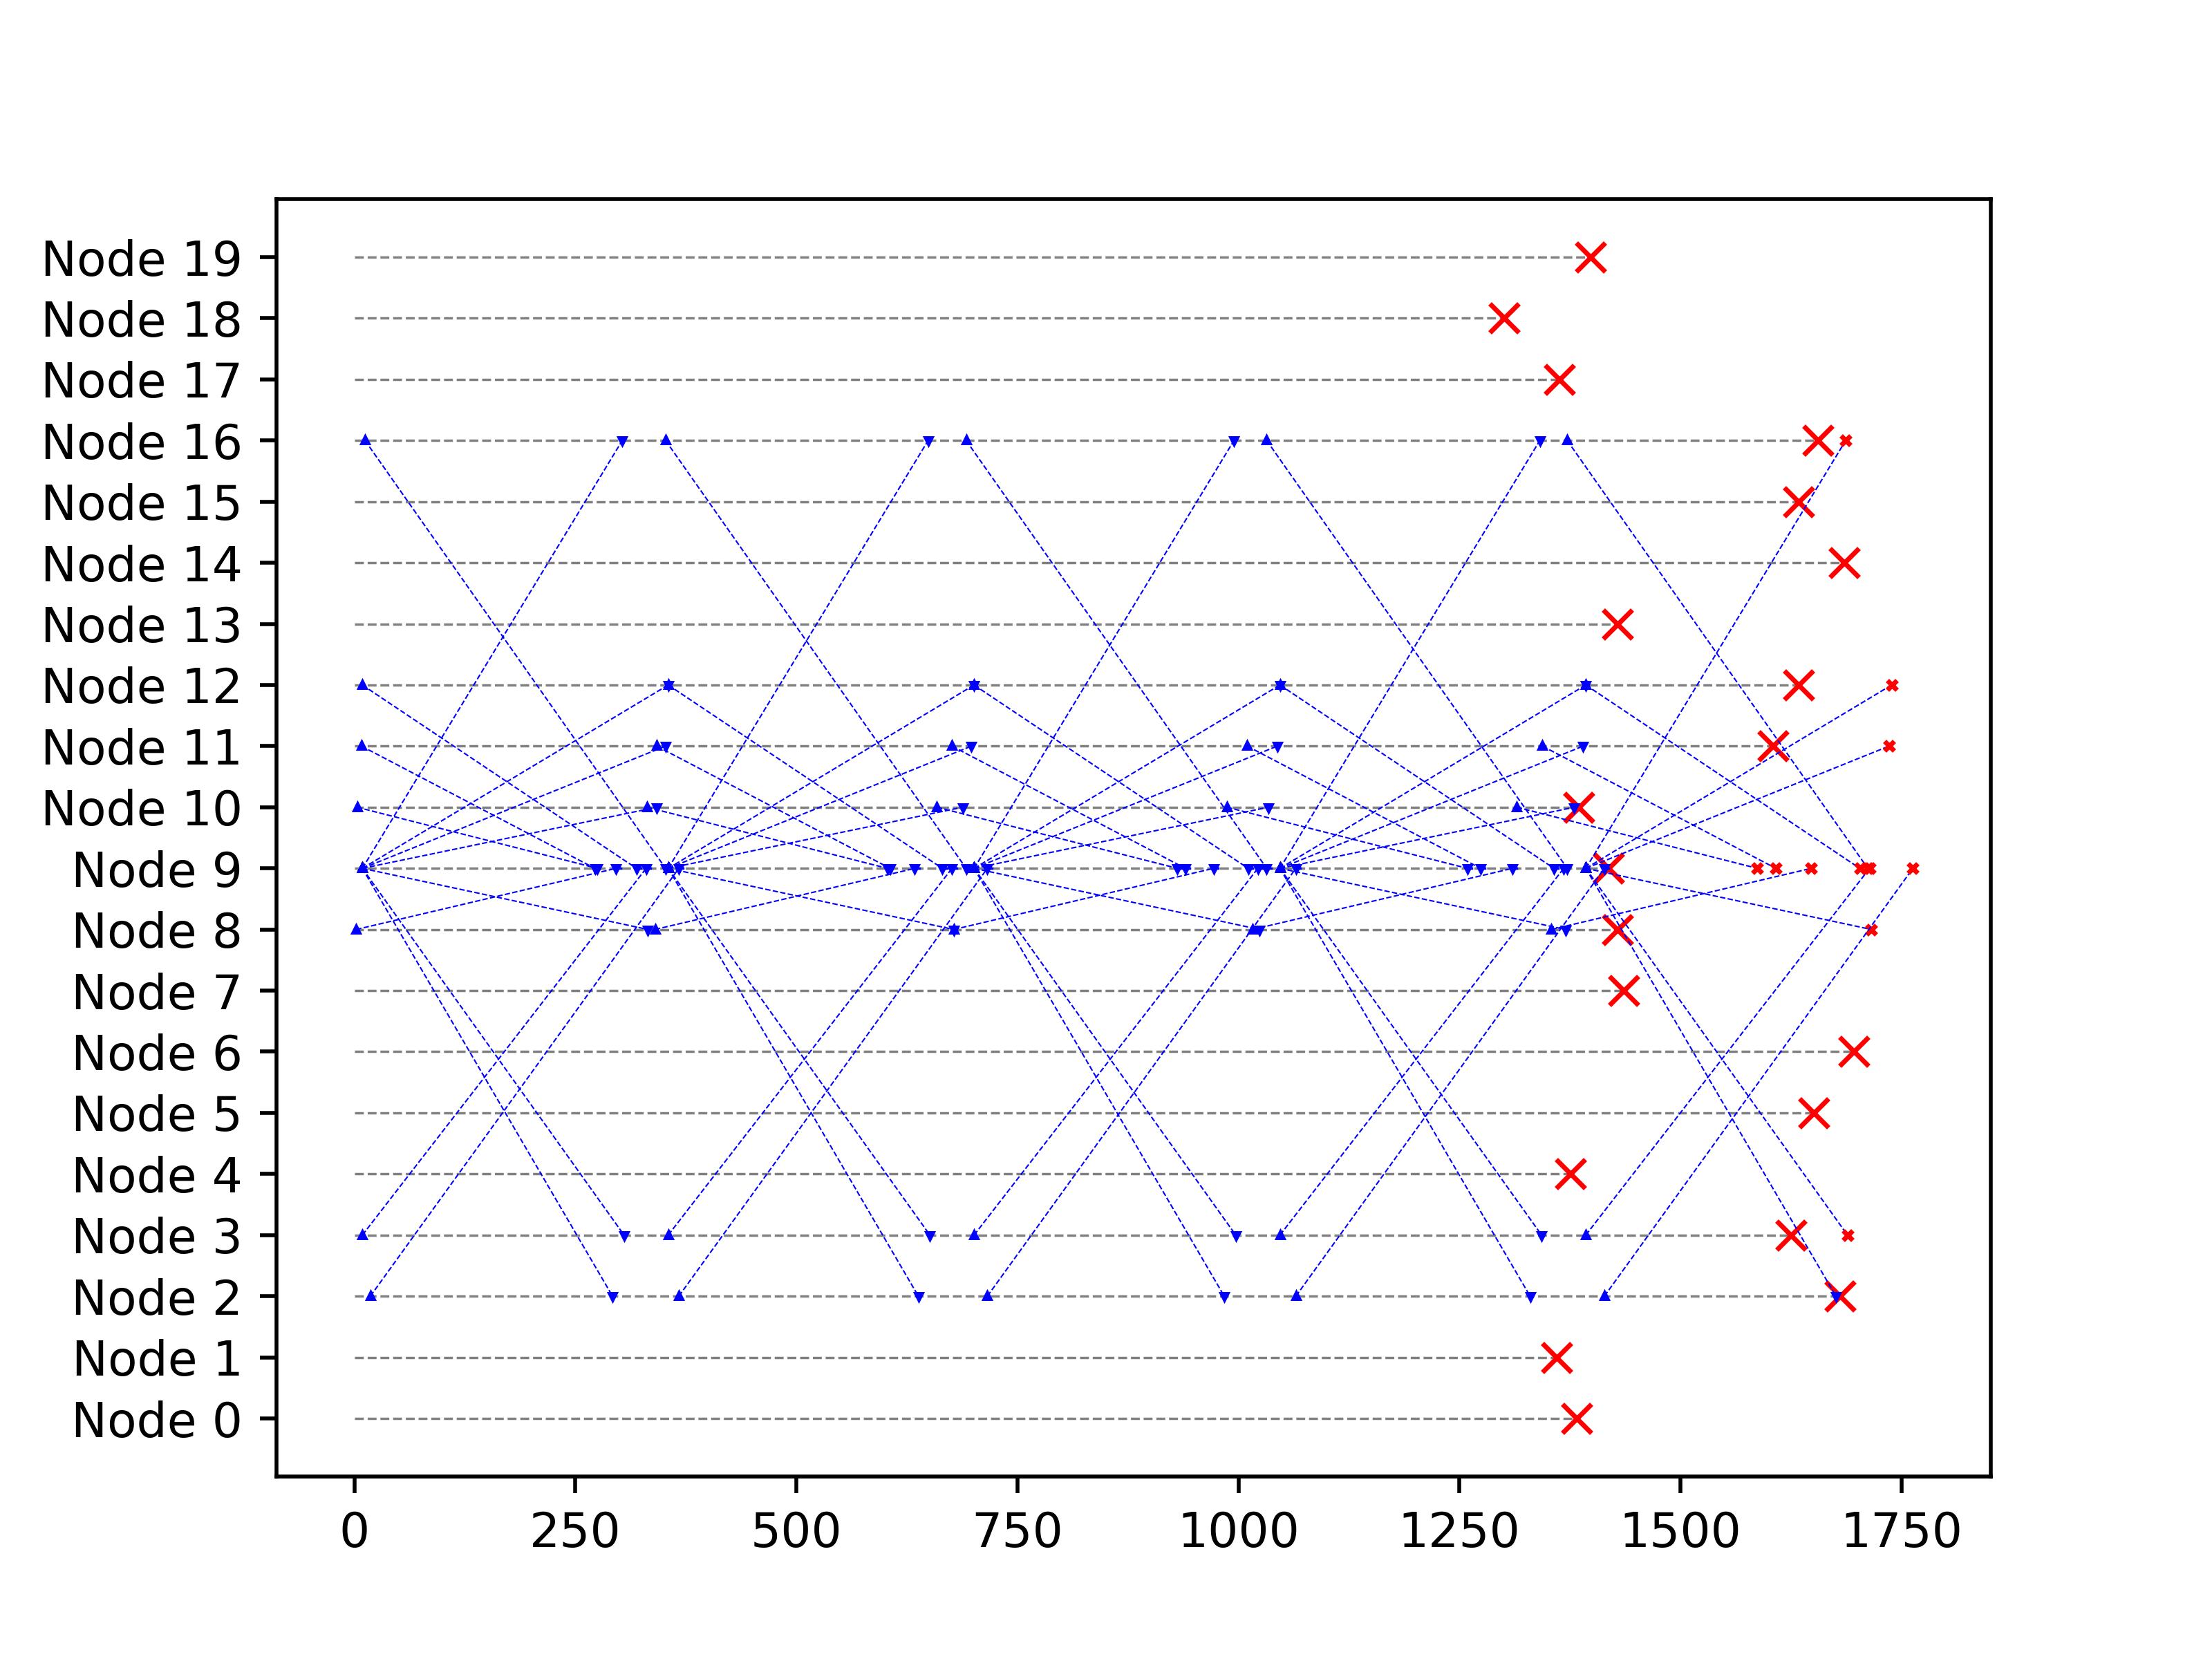 Node 19
Node 18
Node 17
Node 16
Node 15
Node 14
Node 13
Node 12
Node 11
Node 10
Node 9
Node 8
Node 7
Node 6
Node 5
Node 4
Node 3
Node 2
Node 1
Node 0
0 250 500 750 1000 1250 1500 1750